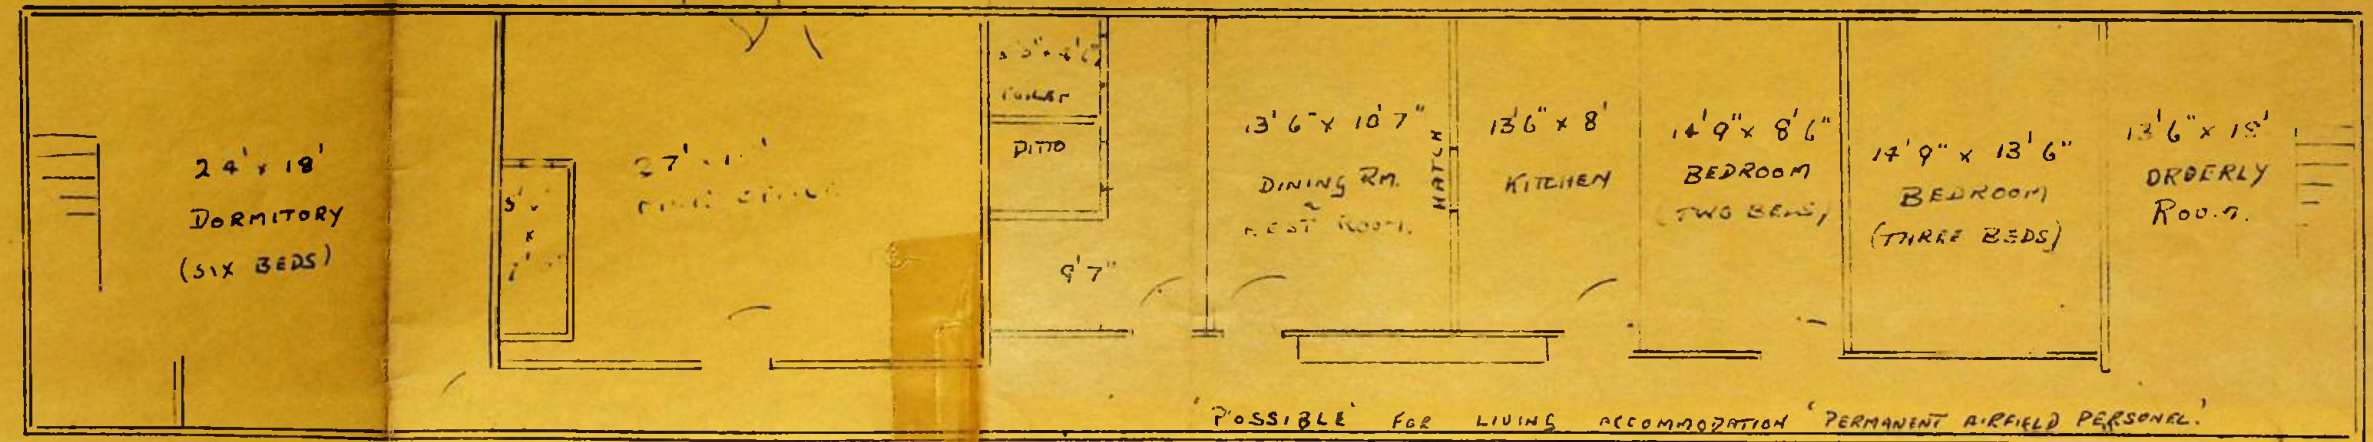 24' x 18'
DORMITORY
(SIX BEDS)
27'
TOILET
DITTO
9'7"
13'6" x 10'7"
DINING RM.
REST ROOM.
HATCH
13'6" x 8'
KITCHEN
14'9" x 8'6"
BEDROOM
(TWO BEDS)
14'9" x 13'6"
BEDROOM
(THREE BEDS)
13'6" x 18'
ORDERLY
ROOM.
'POSSIBLE' FOR LIVING ACCOMMODATION 'PERMANENT AIRFIELD PERSONEL.'